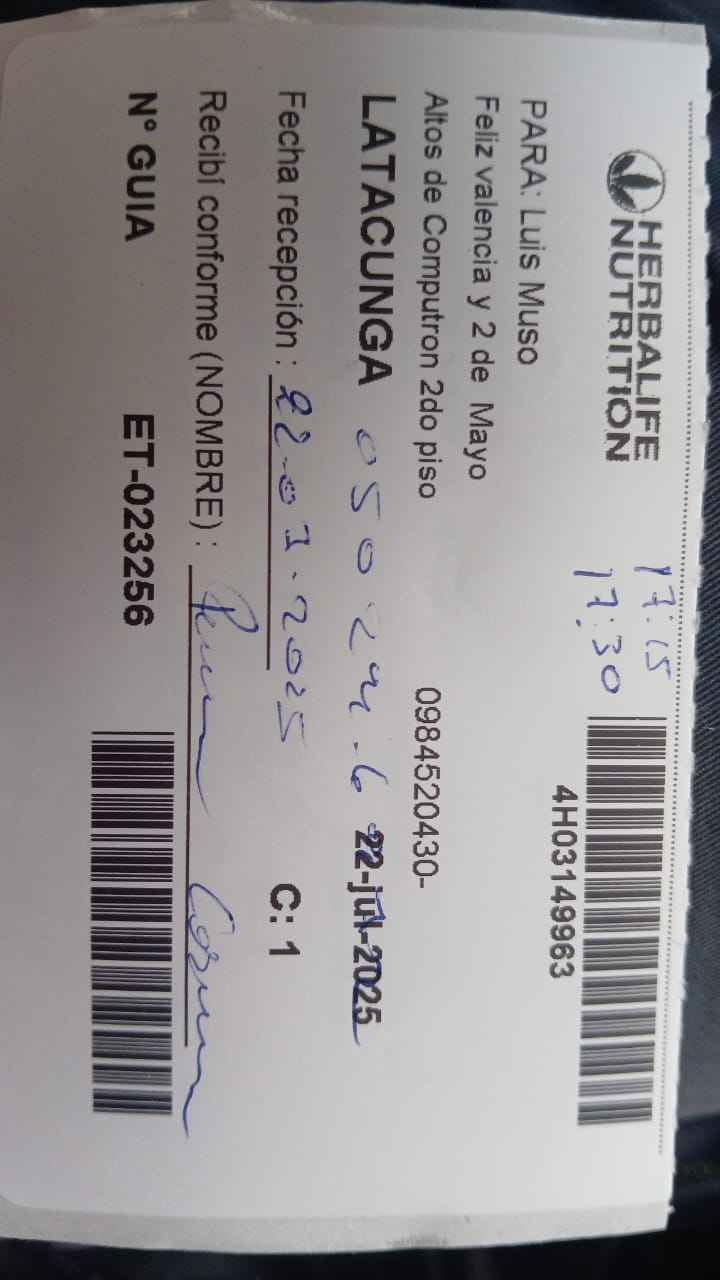 HERBALIFE
NUTRITION
17:15
17:30
4H03149963
PARA: Luis Muso
Feliz valencia y 2 de Mayo
Altos de Computron 2do piso 0984520430-
LATACUNGA 22-jul-2025
Fecha recepción : 22-07-2025 C: 1
Recibí conforme (NOMBRE) :
N° GUIA ET-023256